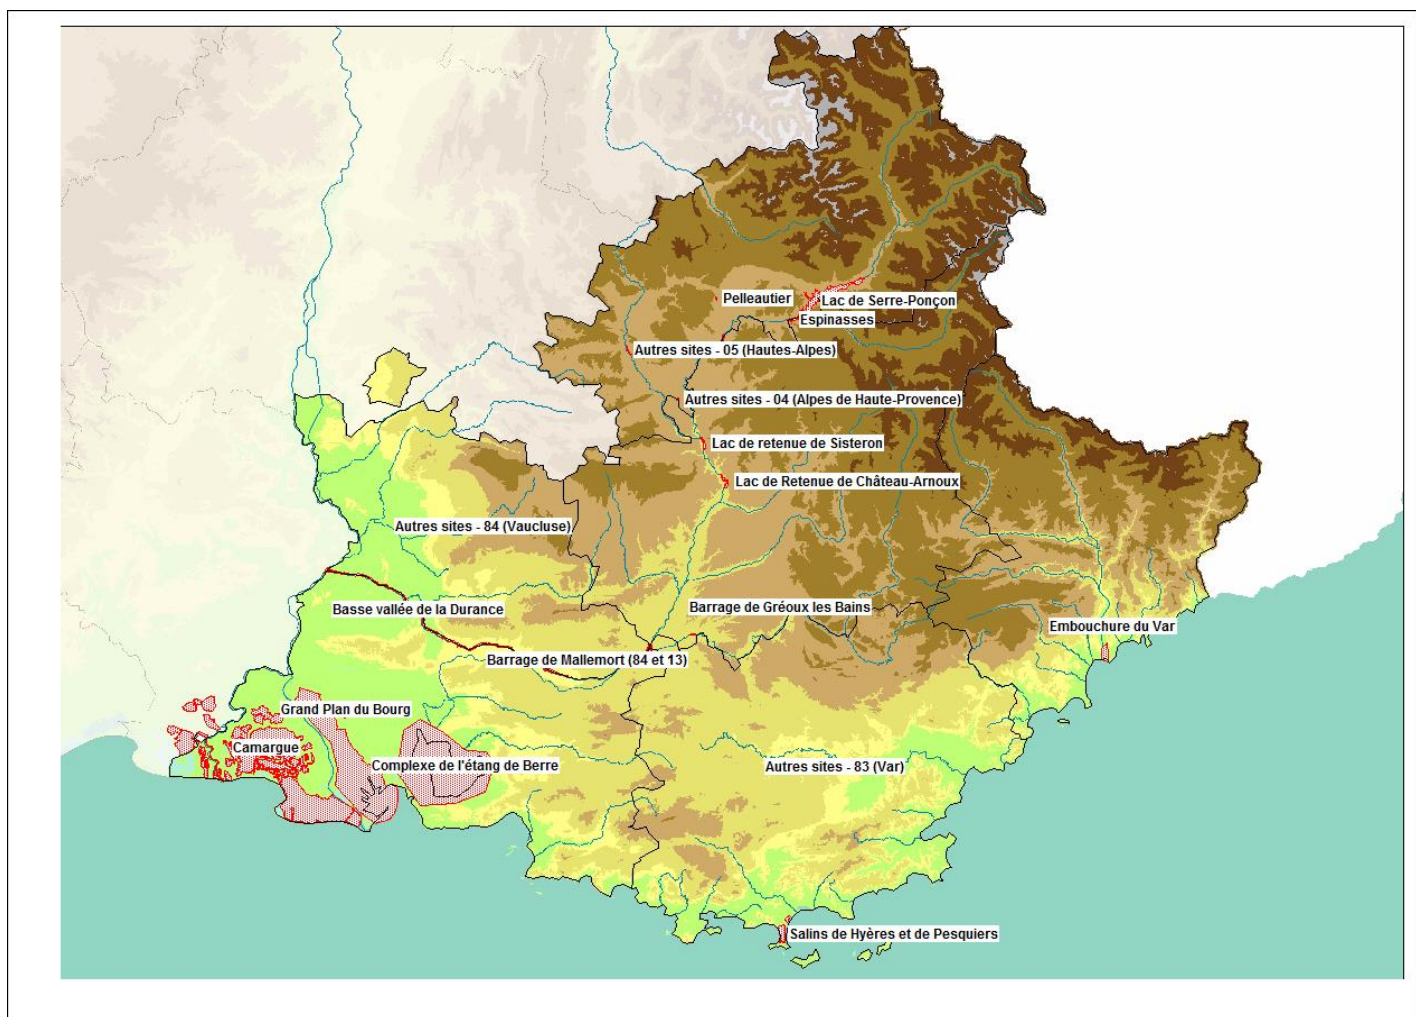 Pelleautier
Lac de Serre-Ponçon
Espinasses
Autres sites - 05 (Hautes-Alpes)
Autres sites - 04 (Alpes de Haute-Provence)
Lac de retenue de Sisteron
Lac de Retenue de Château-Arnoux
Autres sites - 84 (Vaucluse)
Basse vallée de la Durance
Barrage de Gréoux les Bains
Embouchure du Var
Barrage de Mallemort (84 et 13)
Grand Plan du Bourg
Camargue
Complexe de l'étang de Berre
Autres sites - 83 (Var)
Salins de Hyères et de Pesquiers